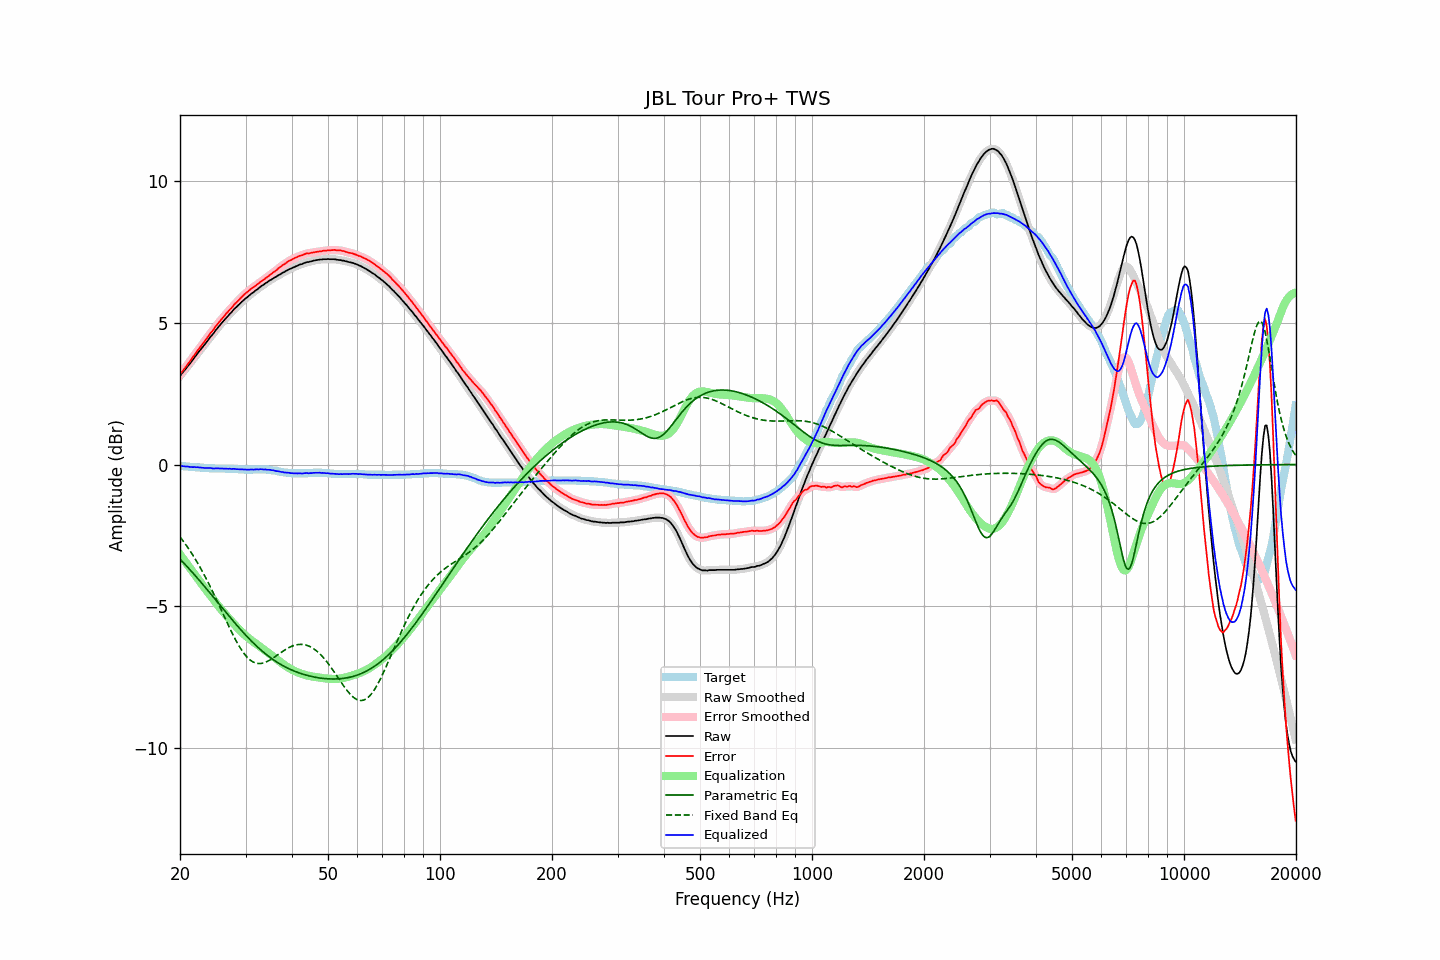 JBL Tour Pro+ TWS
Amplitude (dBr)
10
5
0
−5
−10
Target
Raw Smoothed
Error Smoothed
Raw
Error
Equalization
Parametric Eq
Fixed Band Eq
Equalized
20 50 100 200 500 1000 2000 5000 10000 20000
Frequency (Hz)